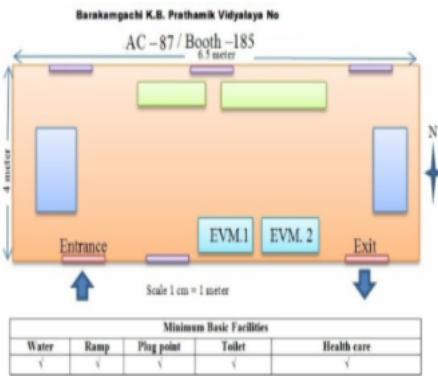 Barakamgachi K.B. Prathamik Vidyalaya No
AC – 87 / Booth –185
6.5 meter
4 meter
N
EVM.1 EVM. 2
Entrance Exit
Scale 1 cm = 1 meter
Minimum Basic Facilities
Water Ramp Plug point Toilet Health care
√ √ √ √ √